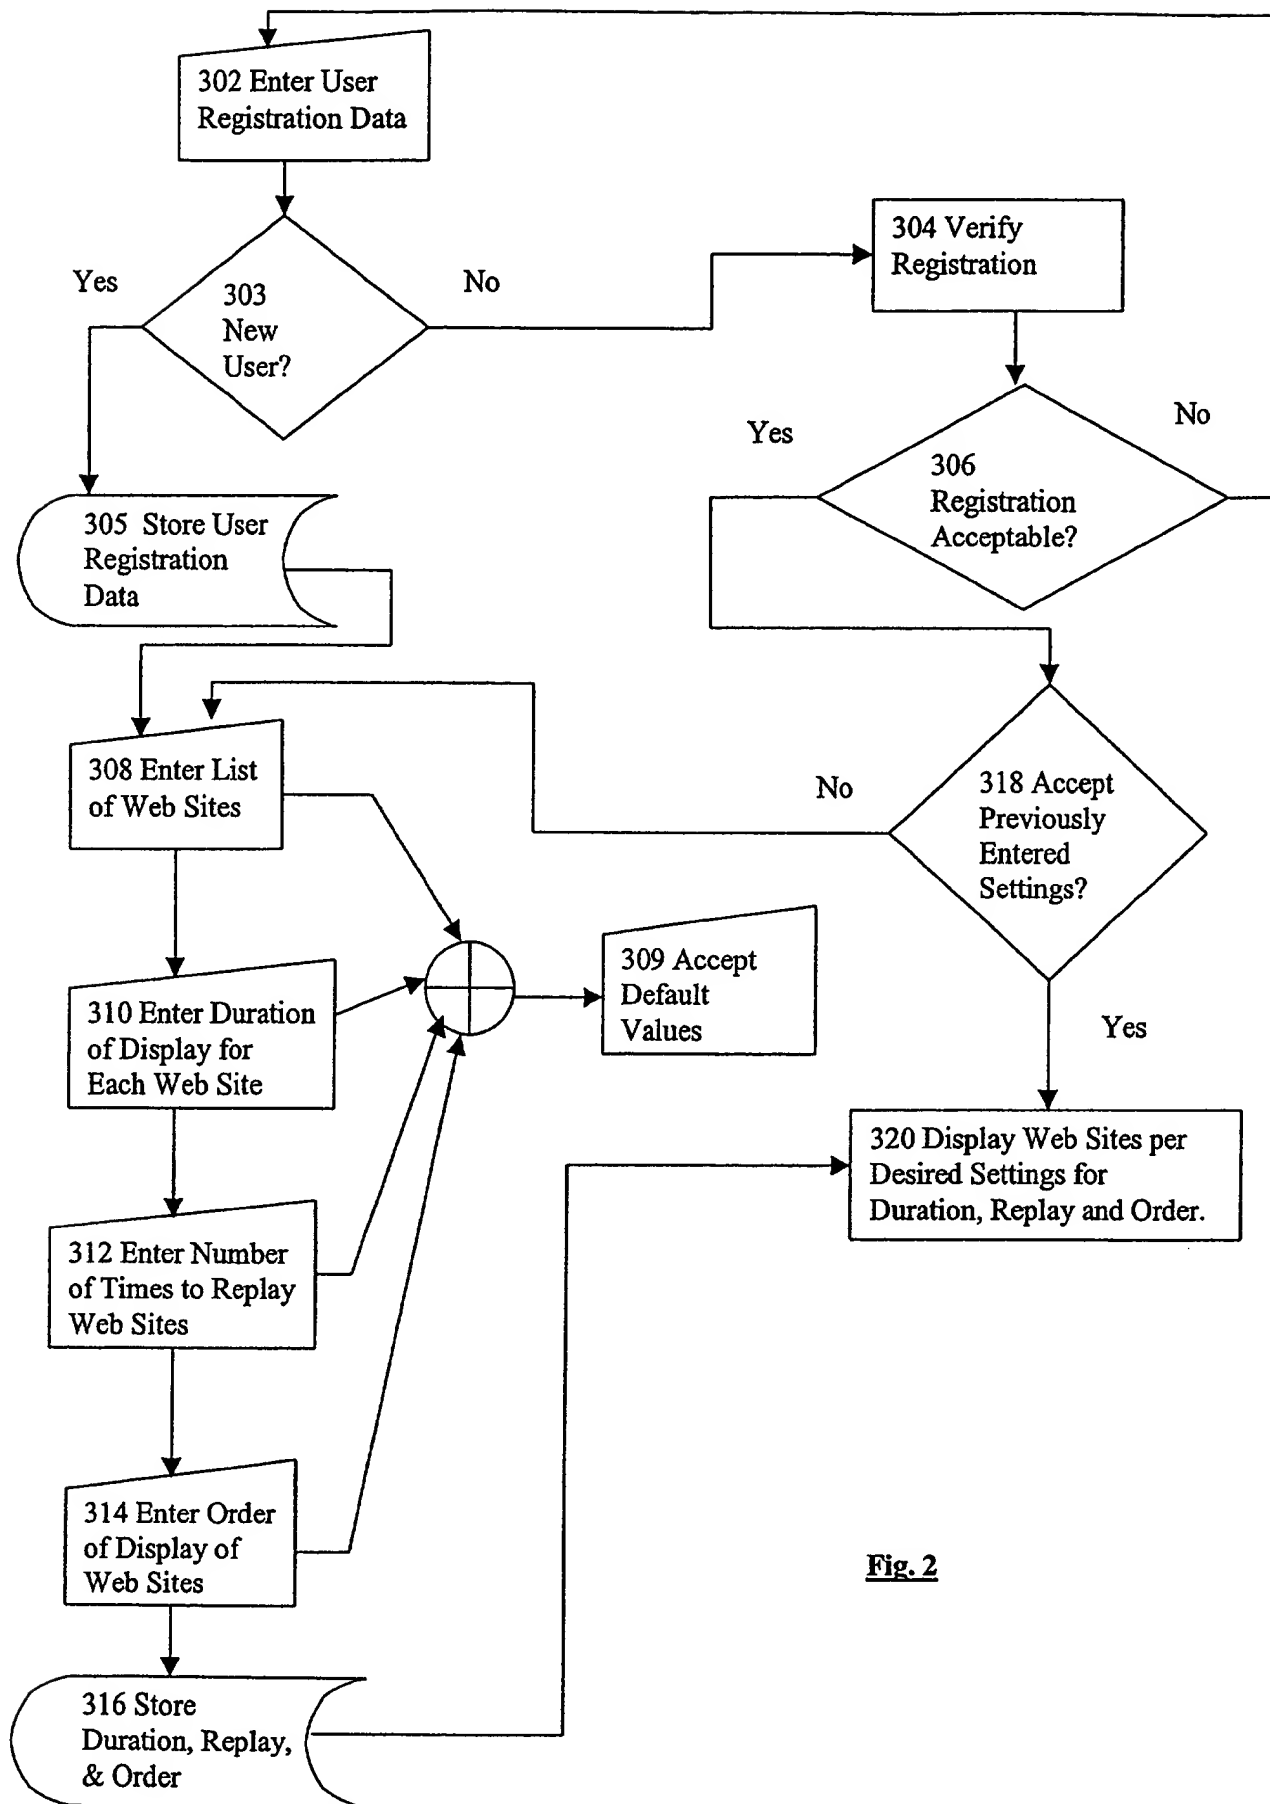 302 Enter User
Registration Data
Yes
303
New
User?
No
304 Verify
Registration
Yes
306
Registration
Acceptable?
No
305 Store User
Registration
Data
308 Enter List
of Web Sites
No
318 Accept
Previously
Entered
Settings?
309 Accept
Default
Values
310 Enter Duration
of Display for
Each Web Site
Yes
320 Display Web Sites per
Desired Settings for
Duration, Replay and Order.
312 Enter Number
of Times to Replay
Web Sites
314 Enter Order
of Display of
Web Sites
Fig. 2
316 Store
Duration, Replay,
& Order